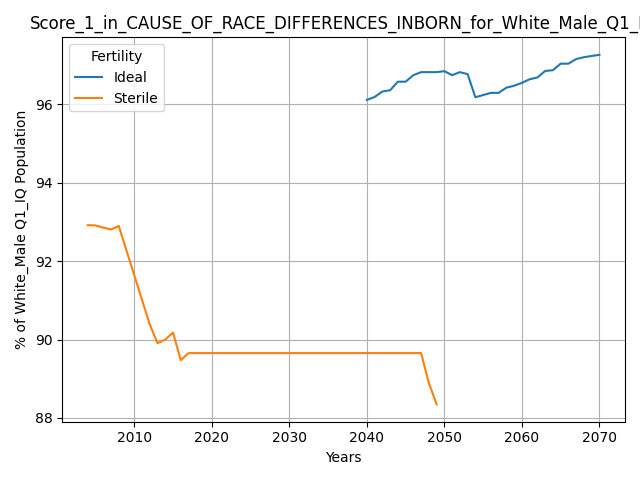 Score_1_in_CAUSE_OF_RACE_DIFFERENCES_INBORN_for_White_Male_Q1_I
Fertility
Ideal
Sterile
% of White_Male Q1_IQ Population
96
94
92
90
88
2010
2020
2030
2040
2050
2060
2070
Years